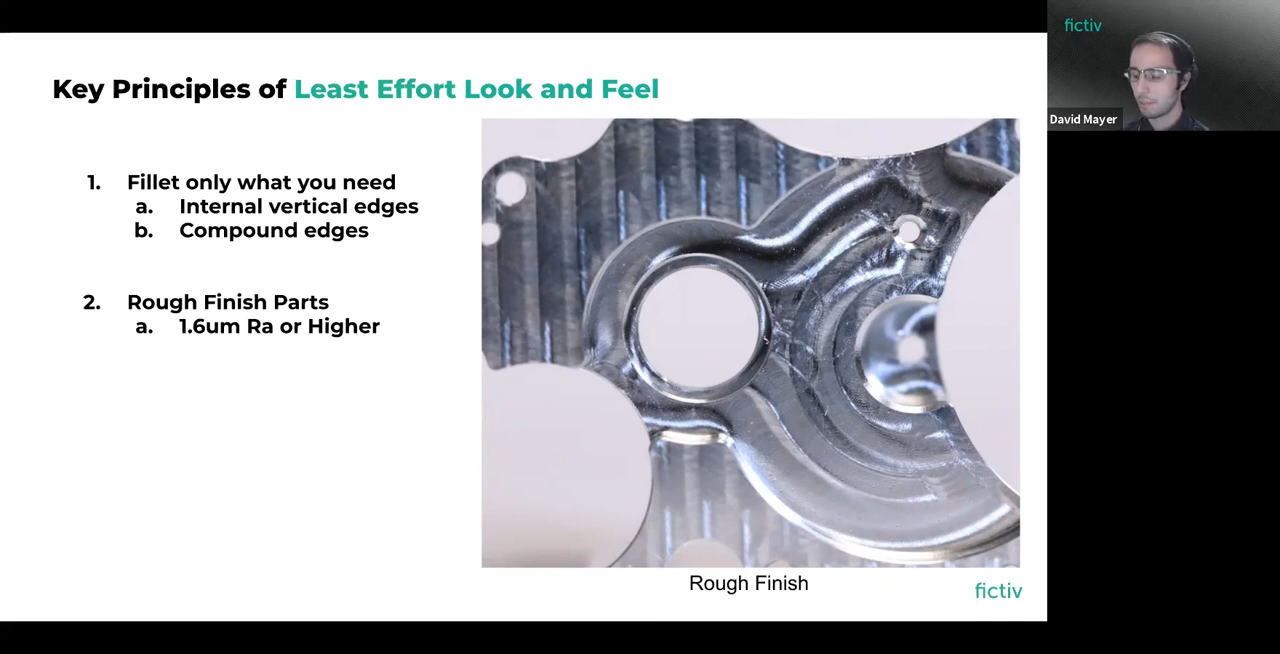 Key Principles of Least Effort Look and Feel
1. Fillet only what you need
a. Internal vertical edges
b. Compound edges
2. Rough Finish Parts
a. 1.6um Ra or Higher
Rough Finish
fictiv
fictiv
David Mayer